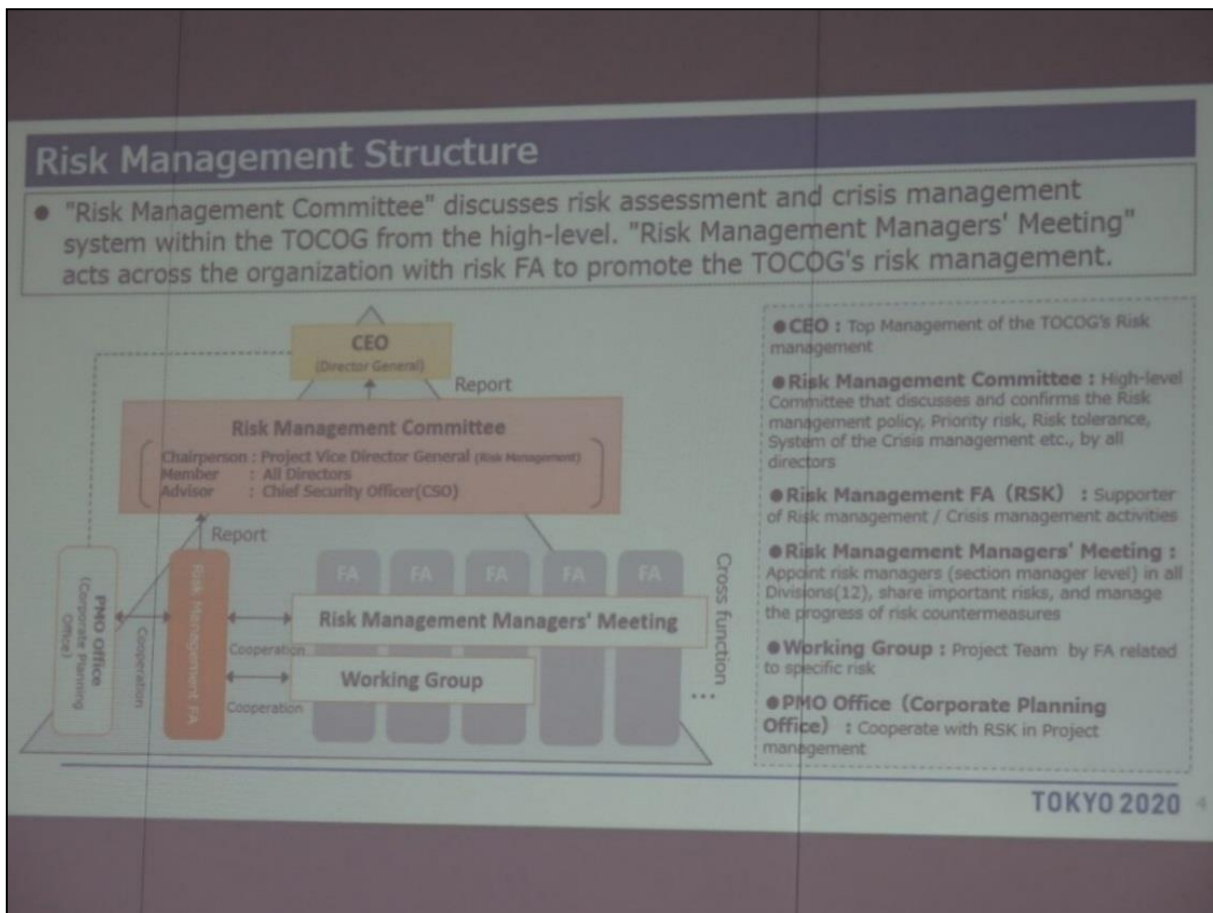 Risk Management Structure
● "Risk Management Committee" discusses risk assessment and crisis management
system within the TOCOG from the high-level. "Risk Management Managers' Meeting"
acts across the organization with risk FA to promote the TOCOG's risk management.
CEO
(Director General)
Report
Risk Management Committee
Chairperson : Project Vice Director General (Risk Management)
Member : All Directors
Advisor : Chief Security Officer(CSO)
Report
PMO Office
(Corporate Planning
Office)
Cooperation
Risk Management FA
FA FA FA FA FA
Risk Management Managers' Meeting
Cooperation
Working Group
Cooperation
Cross function
...
●CEO : Top Management of the TOCOG's Risk
management
●Risk Management Committee : High-level
Committee that discusses and confirms the Risk
management policy, Priority risk, Risk tolerance,
System of the Crisis management etc., by all
directors
●Risk Management FA (RSK) : Supporter
of Risk management / Crisis management activities
●Risk Management Managers' Meeting :
Appoint risk managers (section manager level) in all
Divisions(12), share important risks, and manage
the progress of risk countermeasures
●Working Group : Project Team by FA related
to specific risk
●PMO Office (Corporate Planning
Office) : Cooperate with RSK in Project
management
TOKYO 2020 4